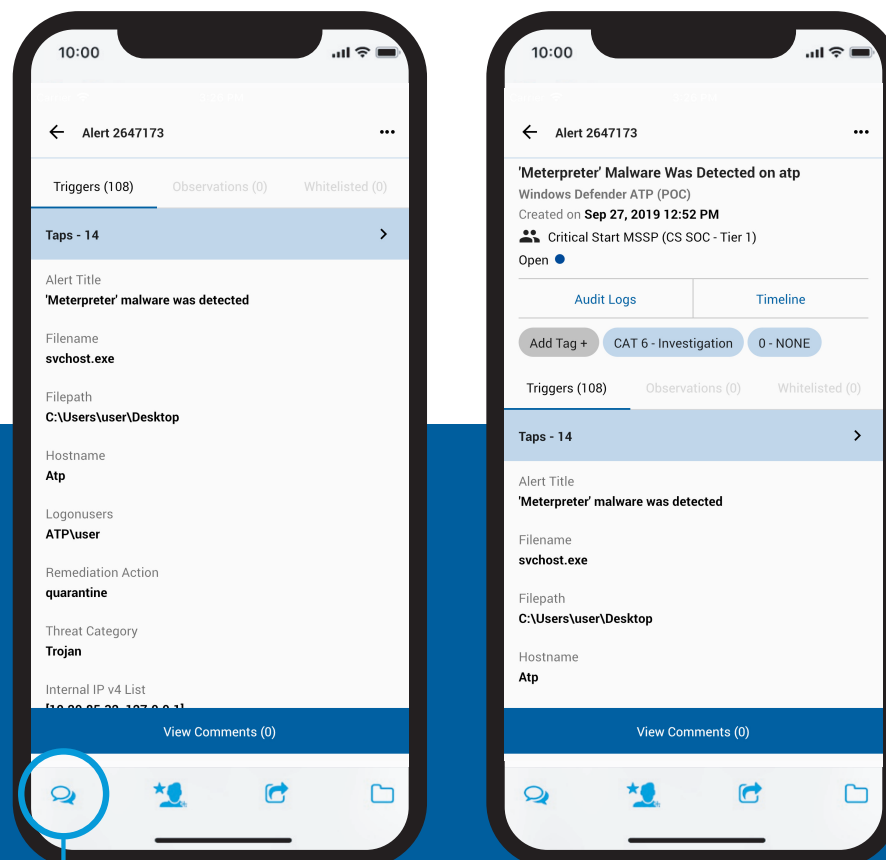 10:00
Alert 2647173
Triggers (108) Observations (0) Whitelisted (0)
Taps - 14
Alert Title
'Meterpreter' malware was detected
Filename
svchost.exe
Filepath
C:\Users\user\Desktop
Hostname
Atp
Logonusers
ATP\user
Remediation Action
quarantine
Threat Category
Trojan
Internal IP v4 List
View Comments (0)
10:00
Alert 2647173
'Meterpreter' Malware Was Detected on atp
Windows Defender ATP (POC)
Created on Sep 27, 2019 12:52 PM
Critical Start MSSP (CS SOC - Tier 1)
Open
Audit Logs Timeline
Add Tag + CAT 6 - Investigation 0 - NONE
Triggers (108) Observations (0) Whitelisted (0)
Taps - 14
Alert Title
'Meterpreter' malware was detected
Filename
svchost.exe
Filepath
C:\Users\user\Desktop
Hostname
Atp
View Comments (0)